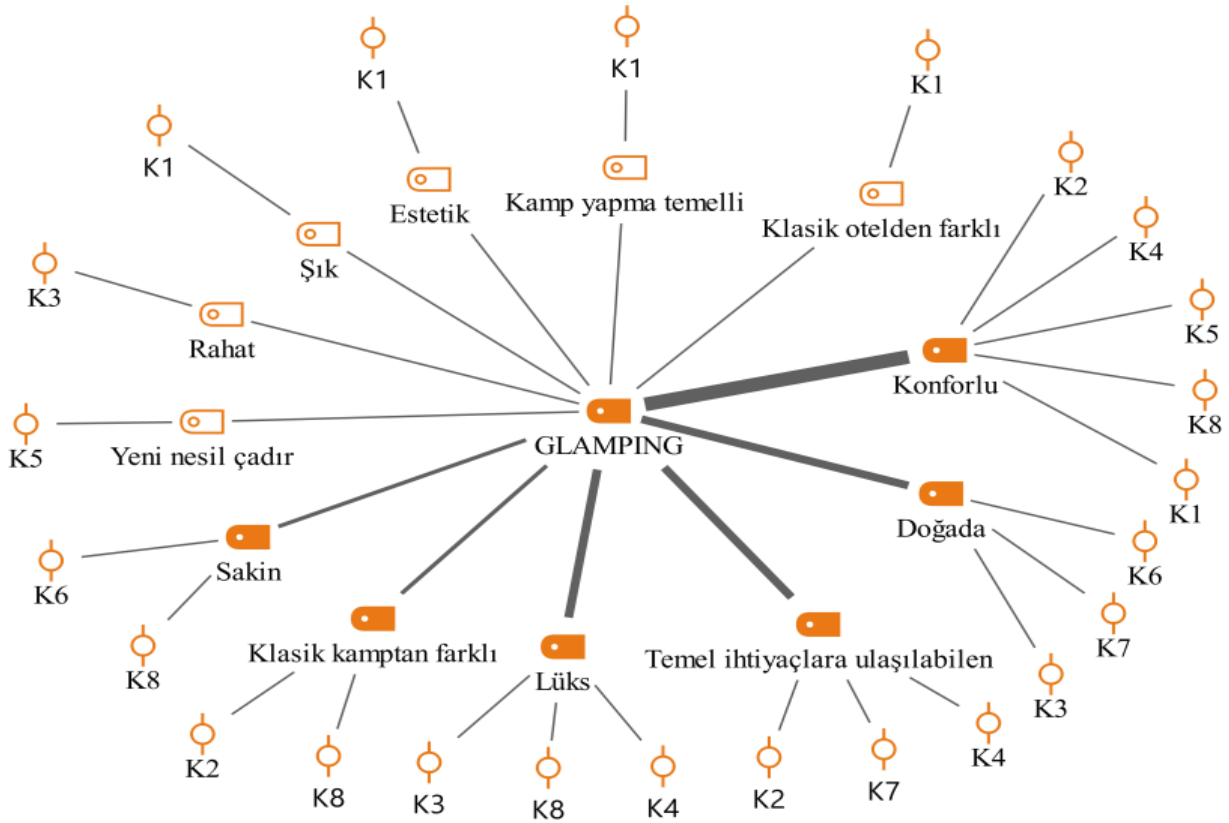 K1
K1
K1
K1
K2
Estetik
Kamp yapma temelli
Klasik otelden farklı
K4
Şık
K3
K5
Rahat
Konforlu
K8
GLAMPING
K5
Yeni nesil çadır
K1
Doğada
K6
Sakin
K6
K7
K8
Klasik kamptan farklı
Lüks
Temel ihtiyaçlara ulaşılabilen
K3
K2
K8
K3
K8
K4
K2
K7
K4